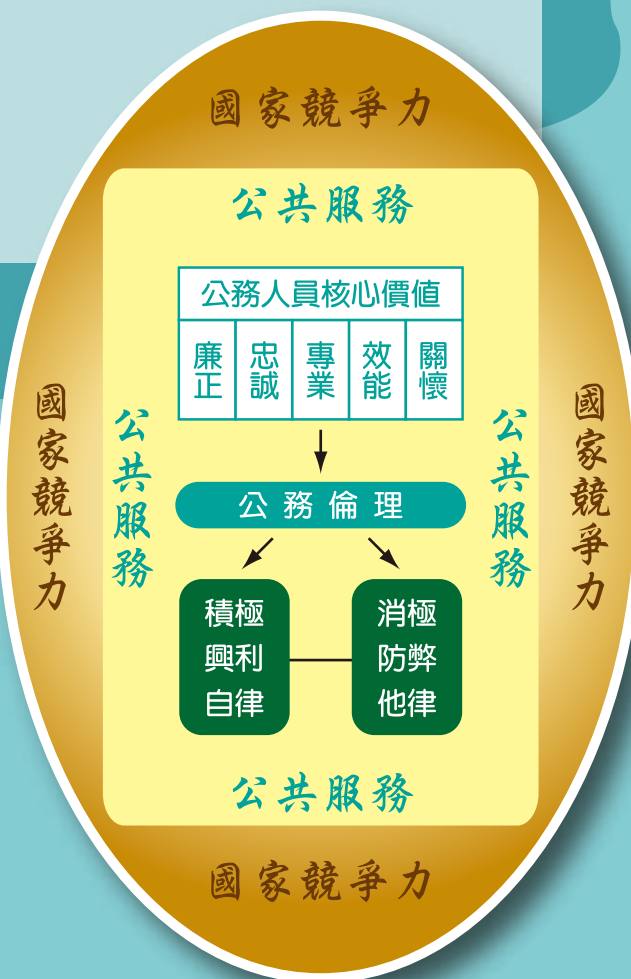 國家競爭力
公共服務
公務人員核心價值
廉正
忠誠
專業
效能
關懷
國家競爭力
公共服務
公共服務
國家競爭力
公務倫理
積極
興利
自律
消極
防弊
他律
公共服務
國家競爭力